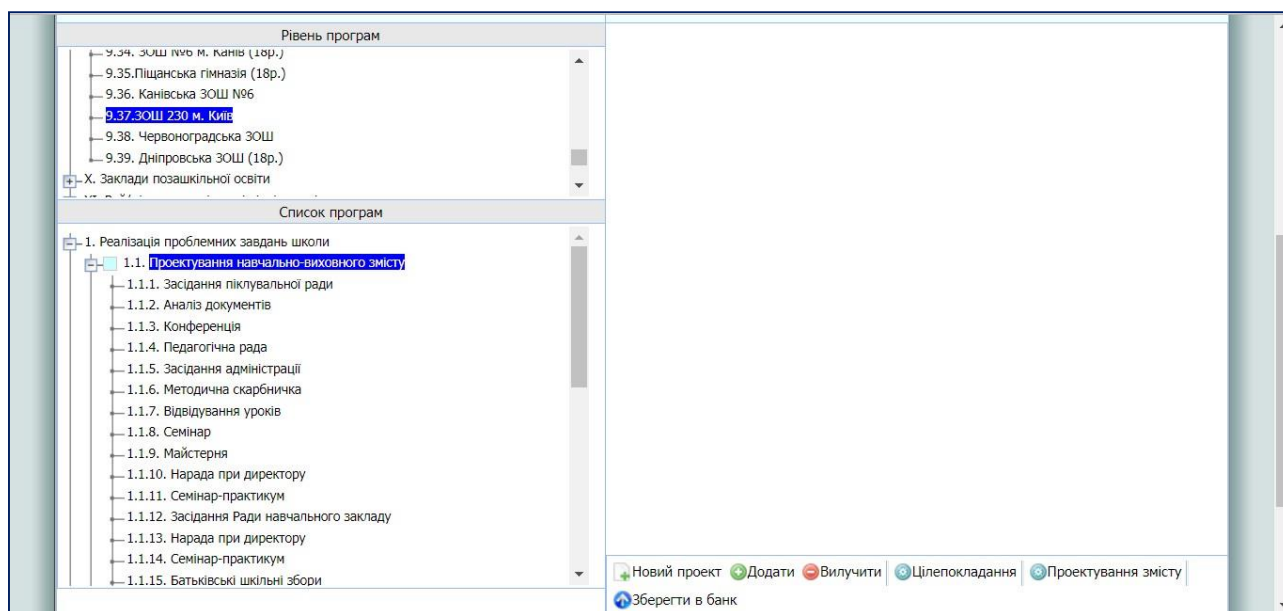 Рівень програм
9.34. ЗОШ №6 м. Канів (18р.)
9.35.Піщанська гімназія (18р.)
9.36. Канівська ЗОШ №6
9.37.ЗОШ 230 м. Київ
9.38. Червоноградська ЗОШ
9.39. Дніпровська ЗОШ (18р.)
X. Заклади позашкільної освіти
Список програм
1. Реалізація проблемних завдань школи
1.1. Проектування навчально-виховного змісту
1.1.1. Засідання піклувальної ради
1.1.2. Аналіз документів
1.1.3. Конференція
1.1.4. Педагогічна рада
1.1.5. Засідання адміністрації
1.1.6. Методична скарбничка
1.1.7. Відвідування уроків
1.1.8. Семінар
1.1.9. Майстерня
1.1.10. Нарада при директору
1.1.11. Семінар-практикум
1.1.12. Засідання Ради навчального закладу
1.1.13. Нарада при директору
1.1.14. Семінар-практикум
1.1.15. Батьківські шкільні збори
Новий проект Додати Вилучити Цілепокладання Проектування змісту
Зберегти в банк